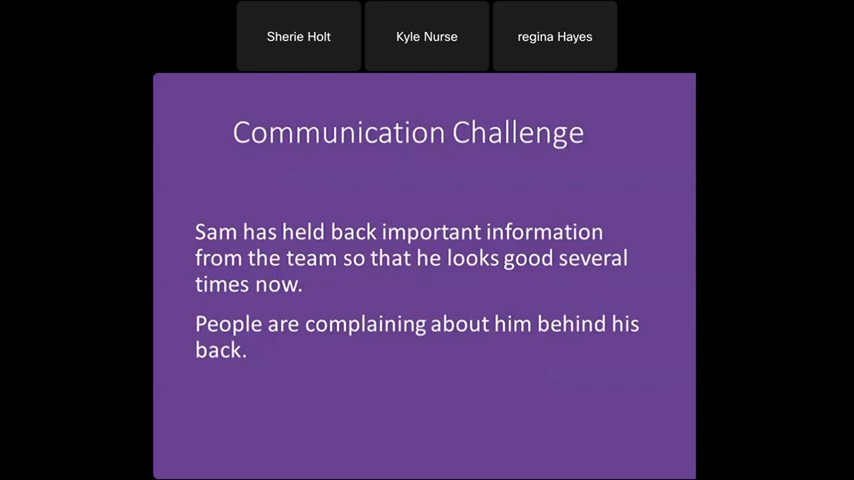 Sherie Holt
Kyle Nurse
regina Hayes
Communication Challenge
Sam has held back important information
from the team so that he looks good several
times now.
People are complaining about him behind his
back.